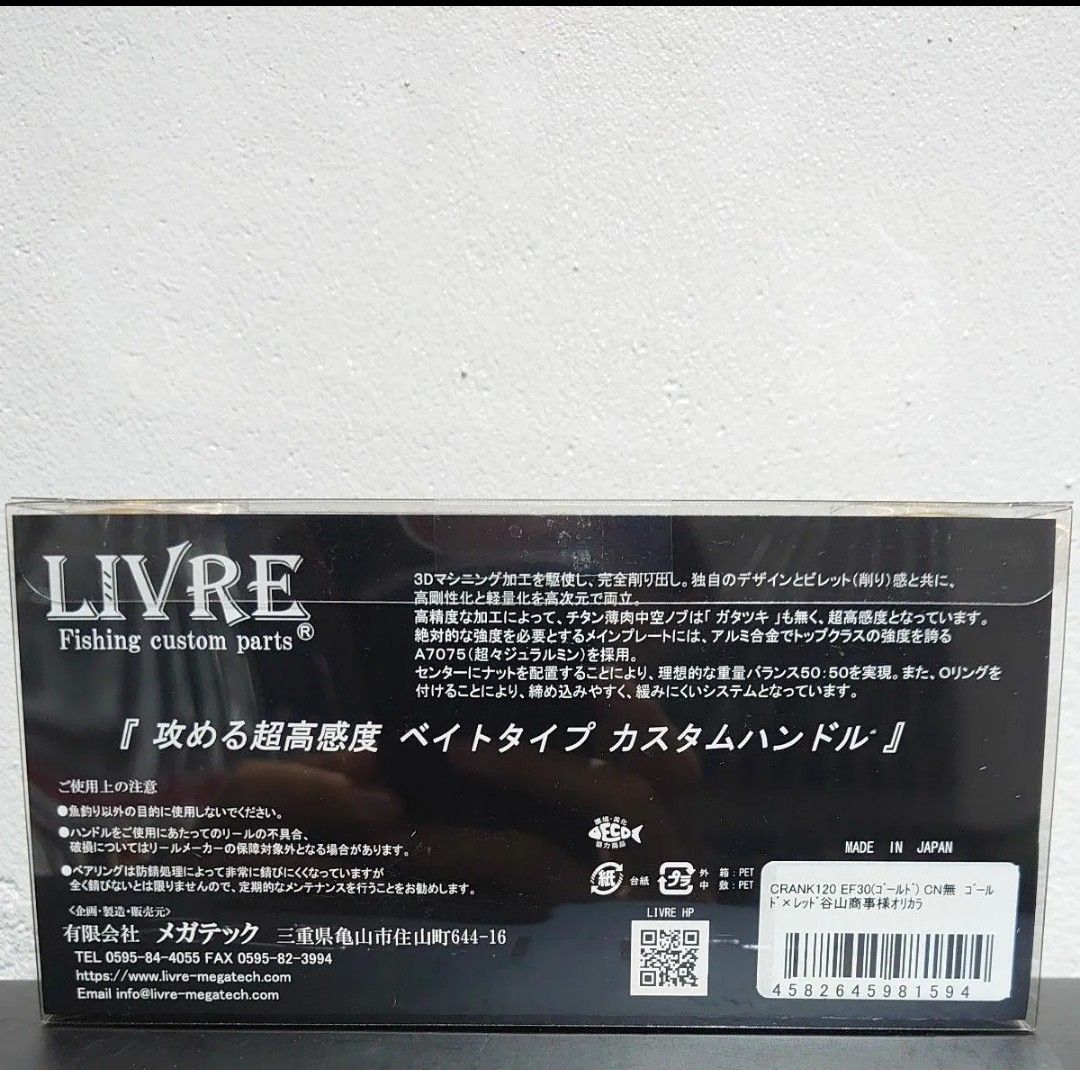 LIVRE
Fishing custom parts®
3Dマシニング加工を駆使し、完全削り出し。独自のデザインとビレット(削り)感と共に、
高剛性化と軽量化を高次元で両立。
高精度な加工によって、チタン薄肉中空ノブは「ガタツキ」も無く、超高感度となっています。
絶対的な強度を必要とするメインプレートには、アルミ合金でトップクラスの強度を誇る
A7075(超々ジュラルミン)を採用。
センターにナットを配置することにより、理想的な重量バランス50:50を実現。また、Oリングを
付けることにより、締め込みやすく、緩みにくいシステムとなっています。
『 攻める超高感度 ベイトタイプ カスタムハンドル 』
ご使用上の注意
●魚釣り以外の目的に使用しないでください。
●ハンドルをご使用にあたってのリールの不具合、
破損についてはリールメーカーの保障対象外となる場合があります。
●ベアリングは防錆処理によって非常に錆びにくくなっていますが
全く錆びないとは限りませんので、定期的なメンテナンスを行うことをお勧めします。
<企画・製造・販売元>
有限会社 メガテック 三重県亀山市住山町644-16
TEL 0595-84-4055 FAX 0595-82-3994
https://www.livre-megatech.com
Email info@livre-megatech.com
環境・美化
ECO
協力商品
紙 台紙
プラ 外 箱:PET
中 敷:PET
LIVRE HP
MADE IN JAPAN
CRANK120 EF30(ゴールド) CN無 ゴール
ド×レッド谷山商事様オリカラ
4582645981594